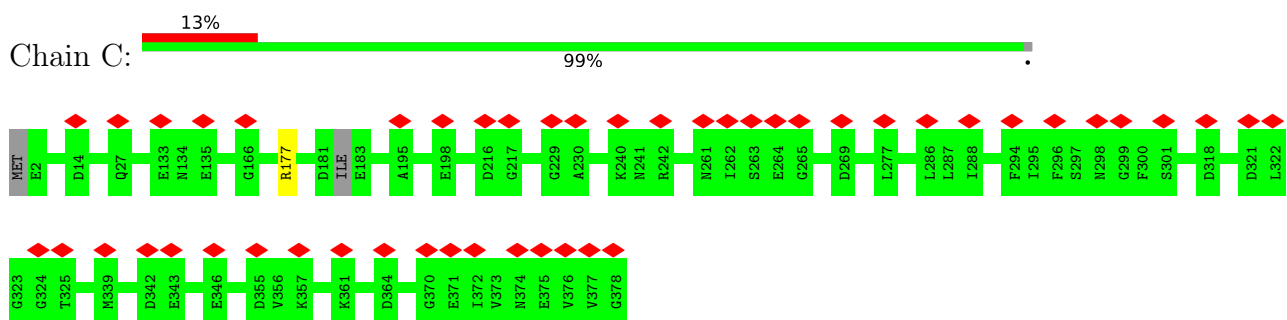 13%
Chain C:
99%
•
MET E2 D14 Q27 E133 N134 E135 G166 R177 D181 ILE E183 A195 E198 D216 G217 G229 A230 K240 N241 R242 N261 I262 S263 E264 G265 D269 L277 L286 L287 I288 F294 I295 F296 S297 N298 G299 F300 S301 D318 D321 L322
G323 G324 T325 M339 D342 E343 E346 D355 V356 K357 K361 D364 G370 E371 I372 V373 N374 E375 V376 V377 G378